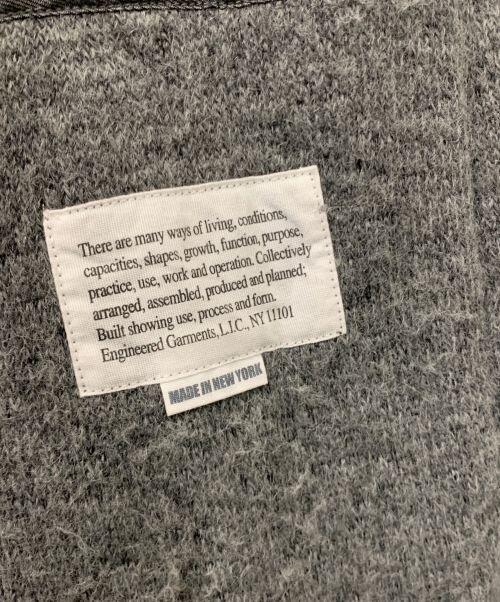 There are many ways of living, conditions,
capacities, shapes, growth, function, purpose,
practice, use, work and operation. Collectively
arranged, assembled, produced and planned;
Built showing use, process and form.
Engineered Garments, L.I.C., NY 11101
MADE IN NEW YORK